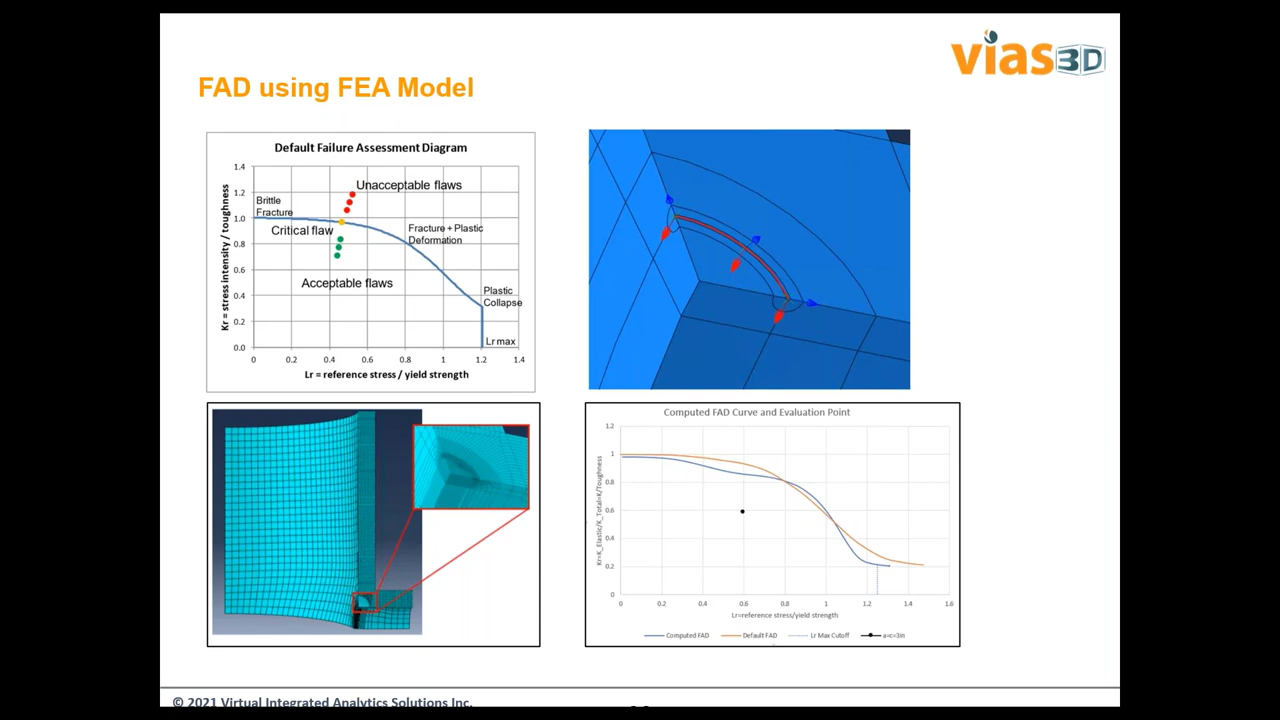 vias3D
FAD using FEA Model
Default Failure Assessment Diagram
Kr = stress intensity / toughness
1.4
1.2
1.0
0.8
0.6
0.4
0.2
0.0
Unacceptable flaws
Brittle
Fracture
Critical flaw
Fracture + Plastic
Deformation
Acceptable flaws
Plastic
Collapse
Lr max
0 0.2 0.4 0.6 0.8 1 1.2 1.4
Lr = reference stress / yield strength
Computed FAD Curve and Evaluation Point
Kr=K_Elastic/K_Total=K/Toughness
1.2
1
0.8
0.6
0.4
0.2
0
0 0.2 0.4 0.6 0.8 1 1.2 1.4 1.6
Lr=reference stress/yield strength
Computed FAD Default FAD Lr Max Cutoff a=c=3in
© 2021 Virtual Integrated Analytics Solutions Inc.